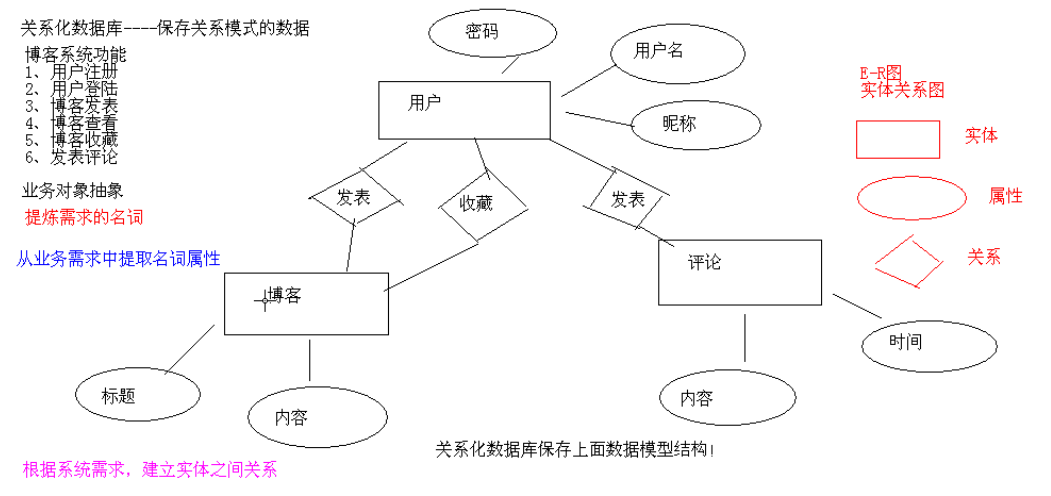 关系化数据库----保存关系模式的数据
博客系统功能
1、用户注册
2、用户登陆
3、博客发表
4、博客查看
5、博客收藏
6、发表评论
业务对象抽象
提炼需求的名词
从业务需求中提取名词属性
密码
用户名
用户
昵称
E-R图
实体关系图
实体
属性
关系
发表
收藏
发表
评论
博客
时间
标题
内容
内容
关系化数据库保存上面数据模型结构!
根据系统需求，建立实体之间关系